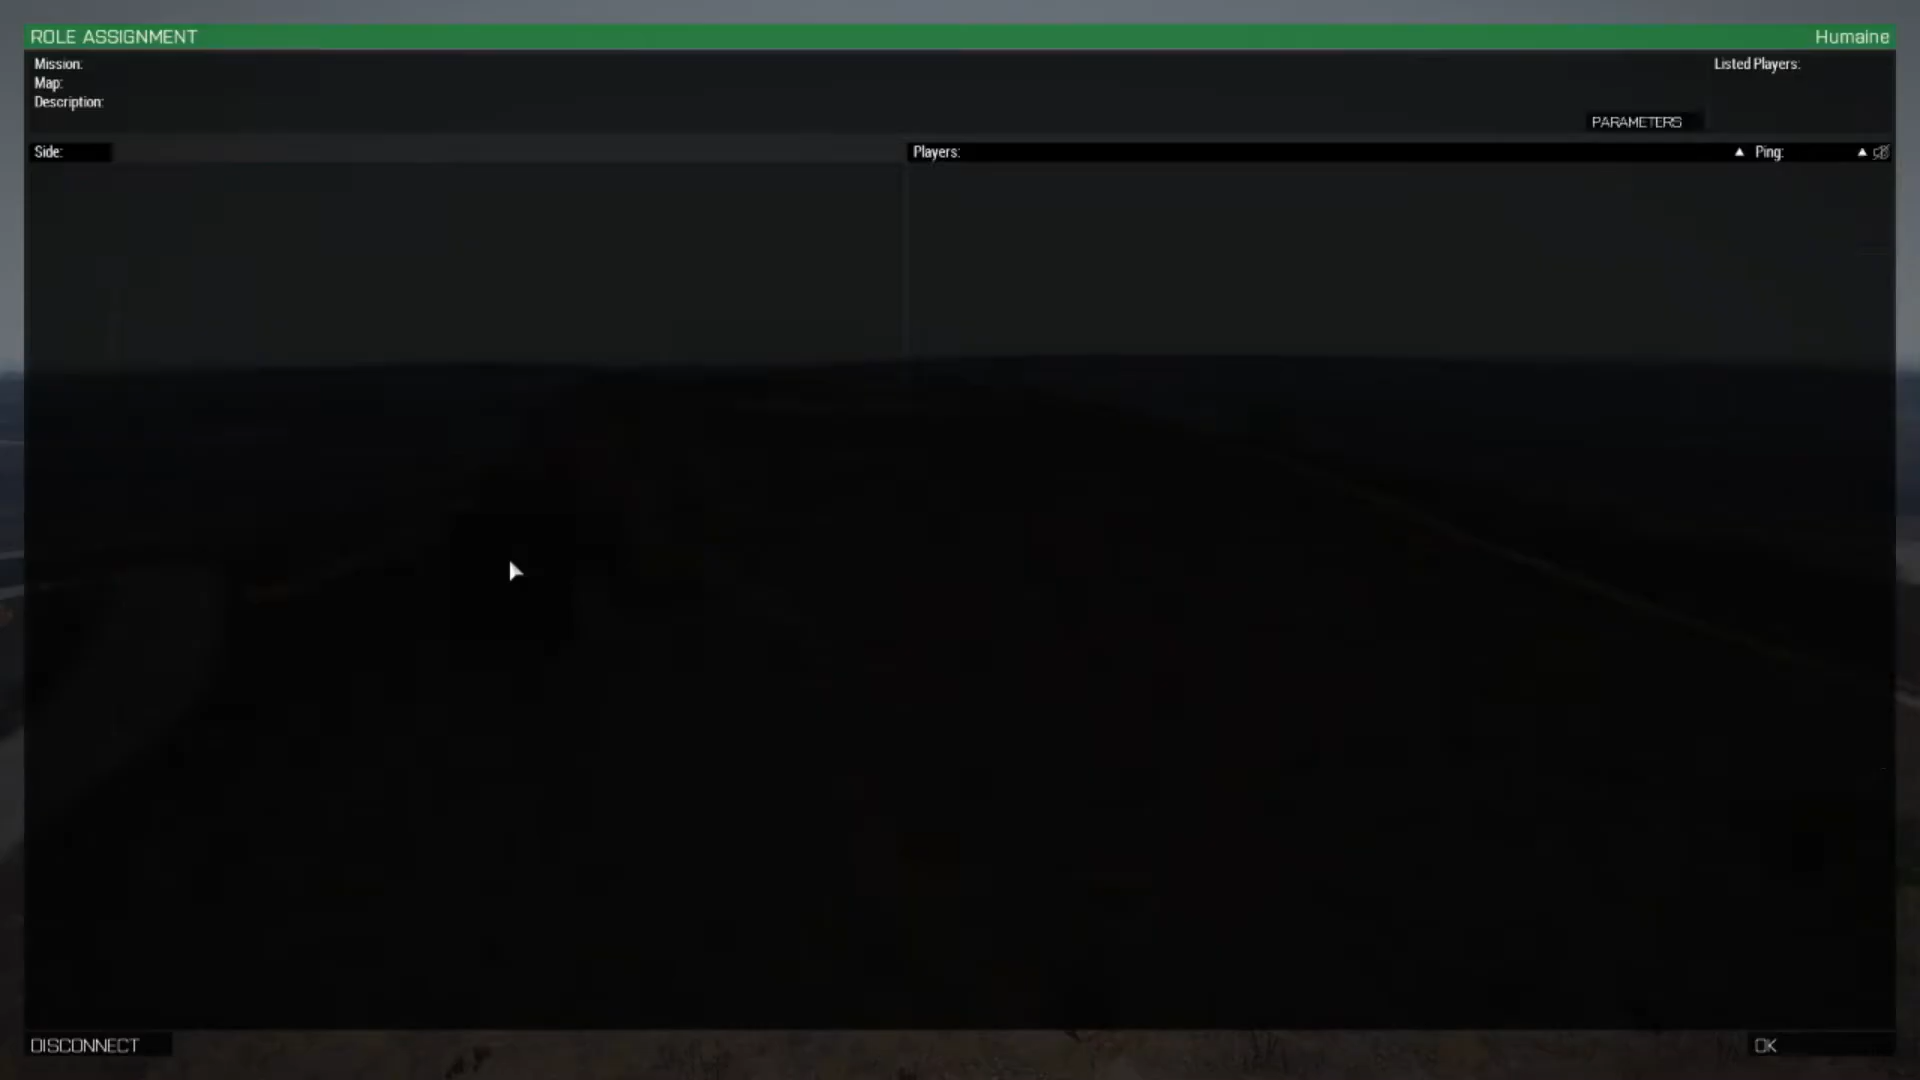 ROLE ASSIGNMENT
Humaine
Mission:
Listed Players:
Map:
Description:
PARAMETERS
Side:
Players:
Ping:
DISCONNECT
OK